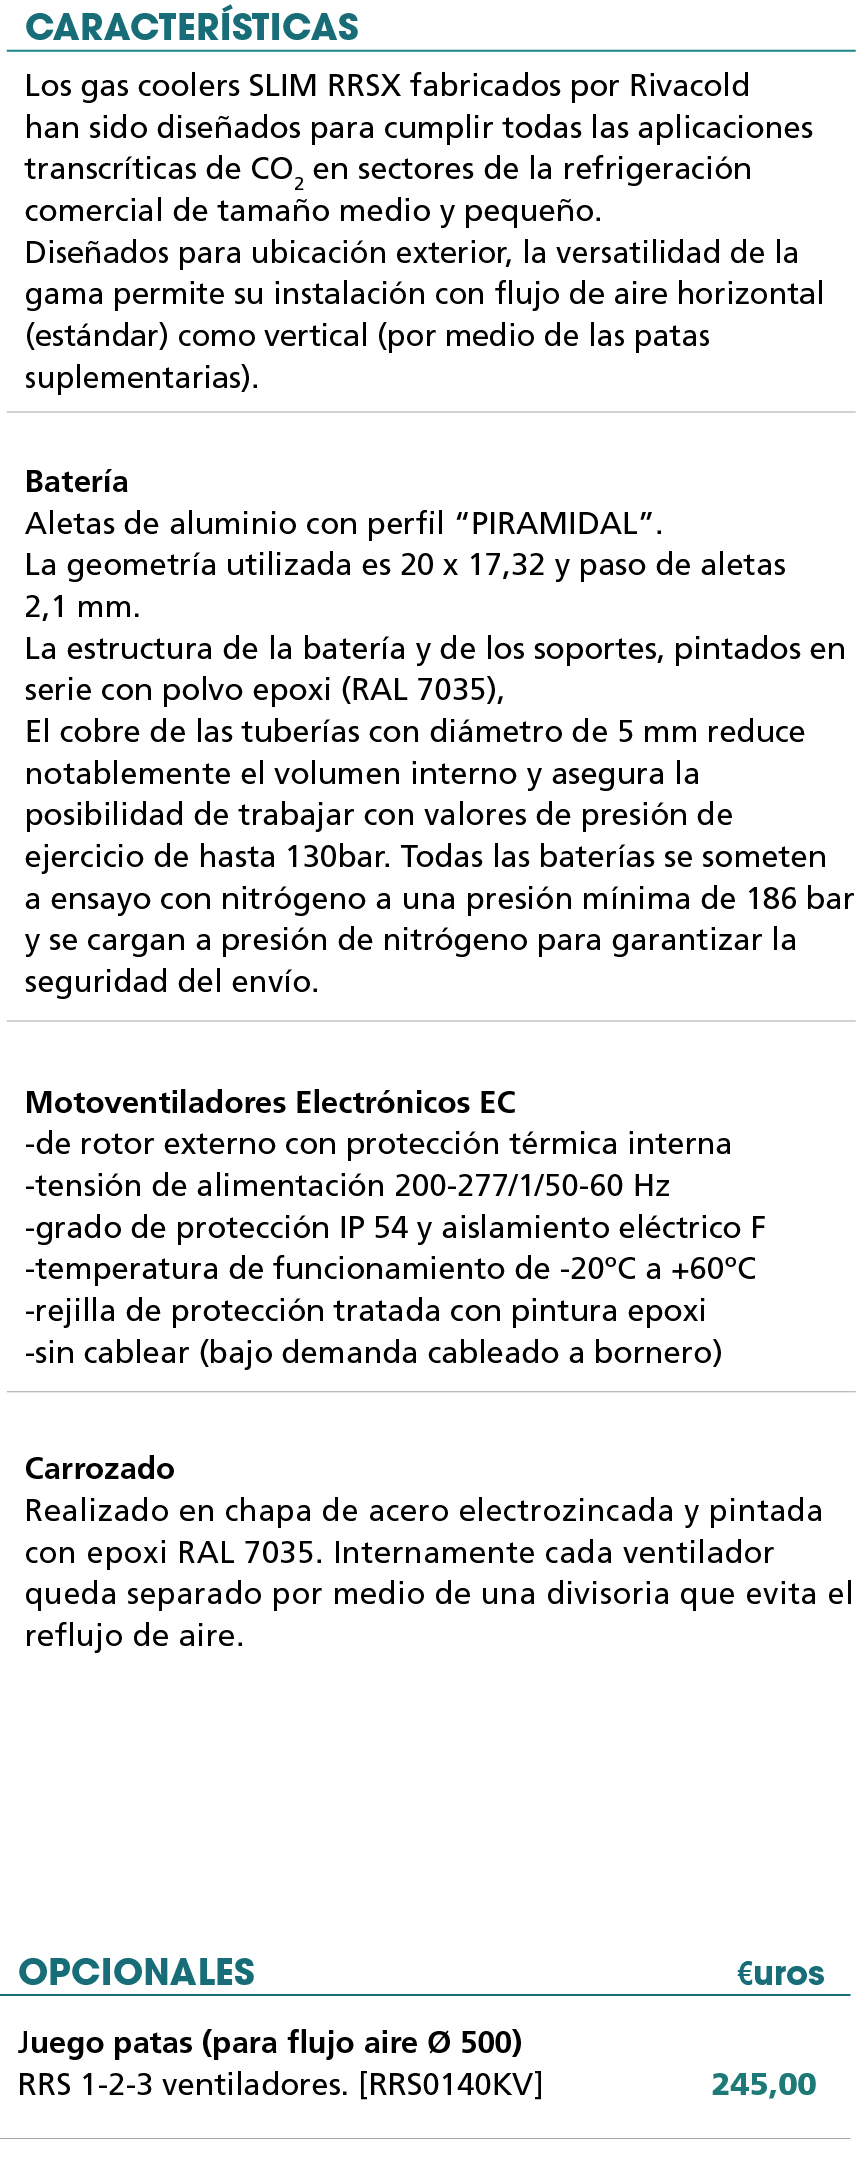 CARACTERÍSTICAS
Los gas coolers SLIM RRSX fabricados por Rivacold
han sido diseñados para cumplir todas las aplicaciones
transcríticas de CO2 en sectores de la refrigeración
comercial de tamaño medio y pequeño.
Diseñados para ubicación exterior, la versatilidad de la
gama permite su instalación con flujo de aire horizontal
(estándar) como vertical (por medio de las patas
suplementarias).
Batería
Aletas de aluminio con perfil “PIRAMIDAL”.
La geometría utilizada es 20 x 17,32 y paso de aletas
2,1 mm.
La estructura de la batería y de los soportes, pintados en
serie con polvo epoxi (RAL 7035),
El cobre de las tuberías con diámetro de 5 mm reduce
notablemente el volumen interno y asegura la
posibilidad de trabajar con valores de presión de
ejercicio de hasta 130bar. Todas las baterías se someten
a ensayo con nitrógeno a una presión mínima de 186 bar
y se cargan a presión de nitrógeno para garantizar la
seguridad del envío.
Motoventiladores Electrónicos EC
-de rotor externo con protección térmica interna
-tensión de alimentación 200-277/1/50-60 Hz
-grado de protección IP 54 y aislamiento eléctrico F
-temperatura de funcionamiento de -20ºC a +60ºC
-rejilla de protección tratada con pintura epoxi
-sin cablear (bajo demanda cableado a bornero)
Carrozado
Realizado en chapa de acero electrozincada y pintada
con epoxi RAL 7035. Internamente cada ventilador
queda separado por medio de una divisoria que evita el
reflujo de aire.
OPCIONALES €uros
Juego patas (para flujo aire Ø 500)
RRS 1-2-3 ventiladores. [RRS0140KV] 245,00